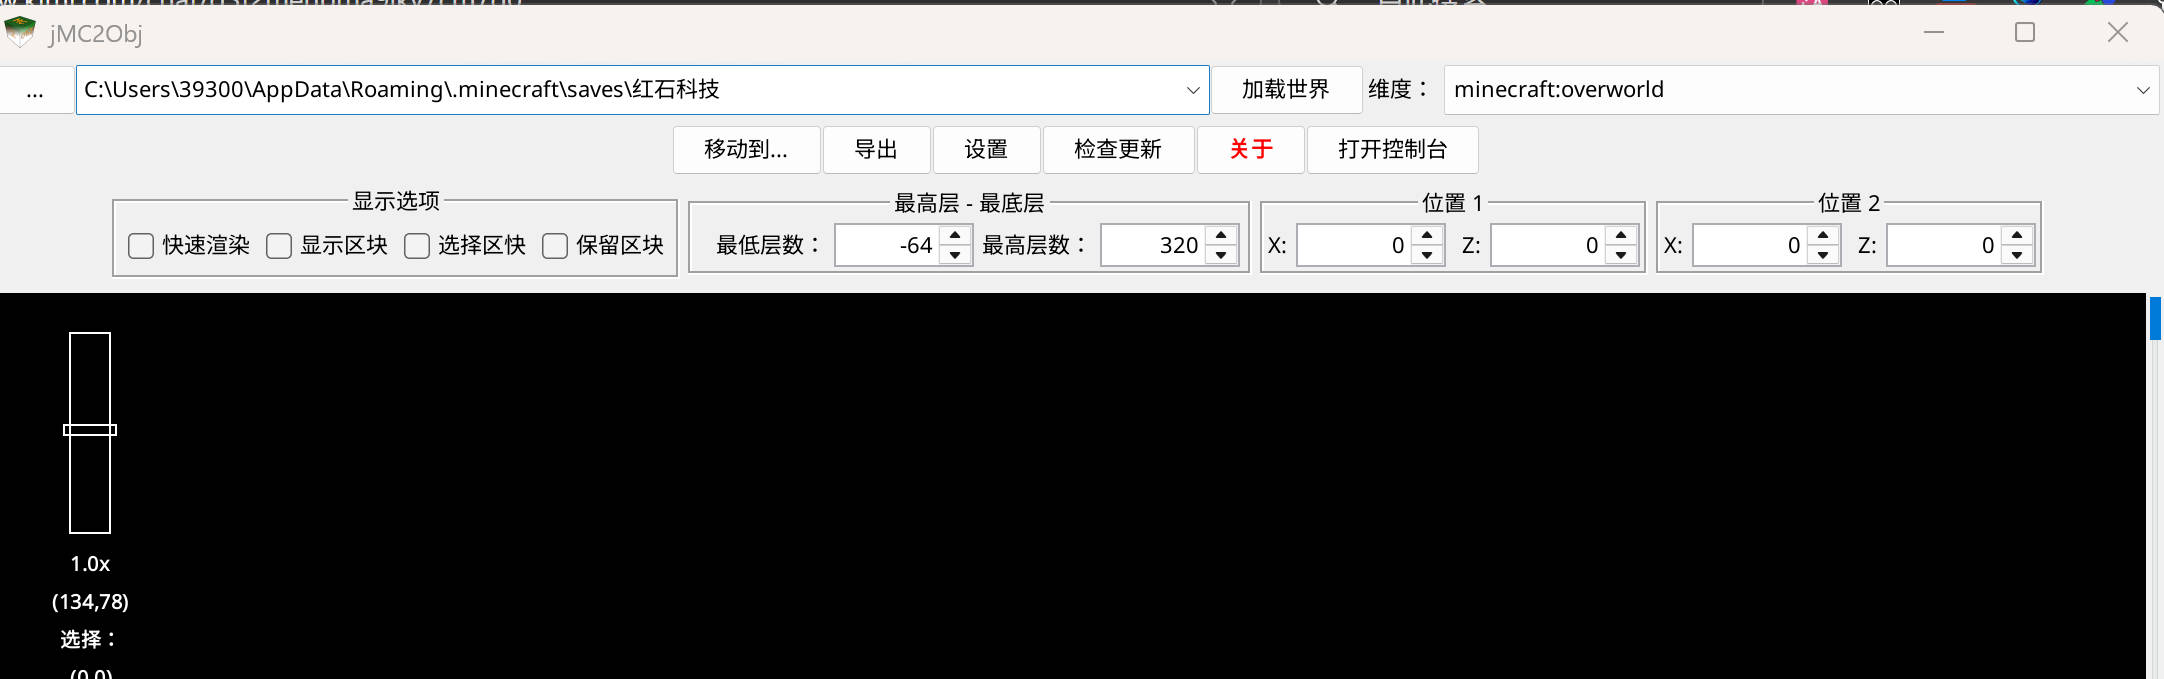 jMC2Obj
... C:\Users\39300\AppData\Roaming\.minecraft\saves\红石科技 加载世界 维度： minecraft:overworld
移动到... 导出 设置 检查更新 关于 打开控制台
显示选项 最高层 - 最底层 位置 1 位置 2
快速渲染 显示区块 选择区快 保留区块 最低层数： -64 最高层数： 320 X: 0 Z: 0 X: 0 Z: 0
1.0x
(134,78)
选择：
(0,0)